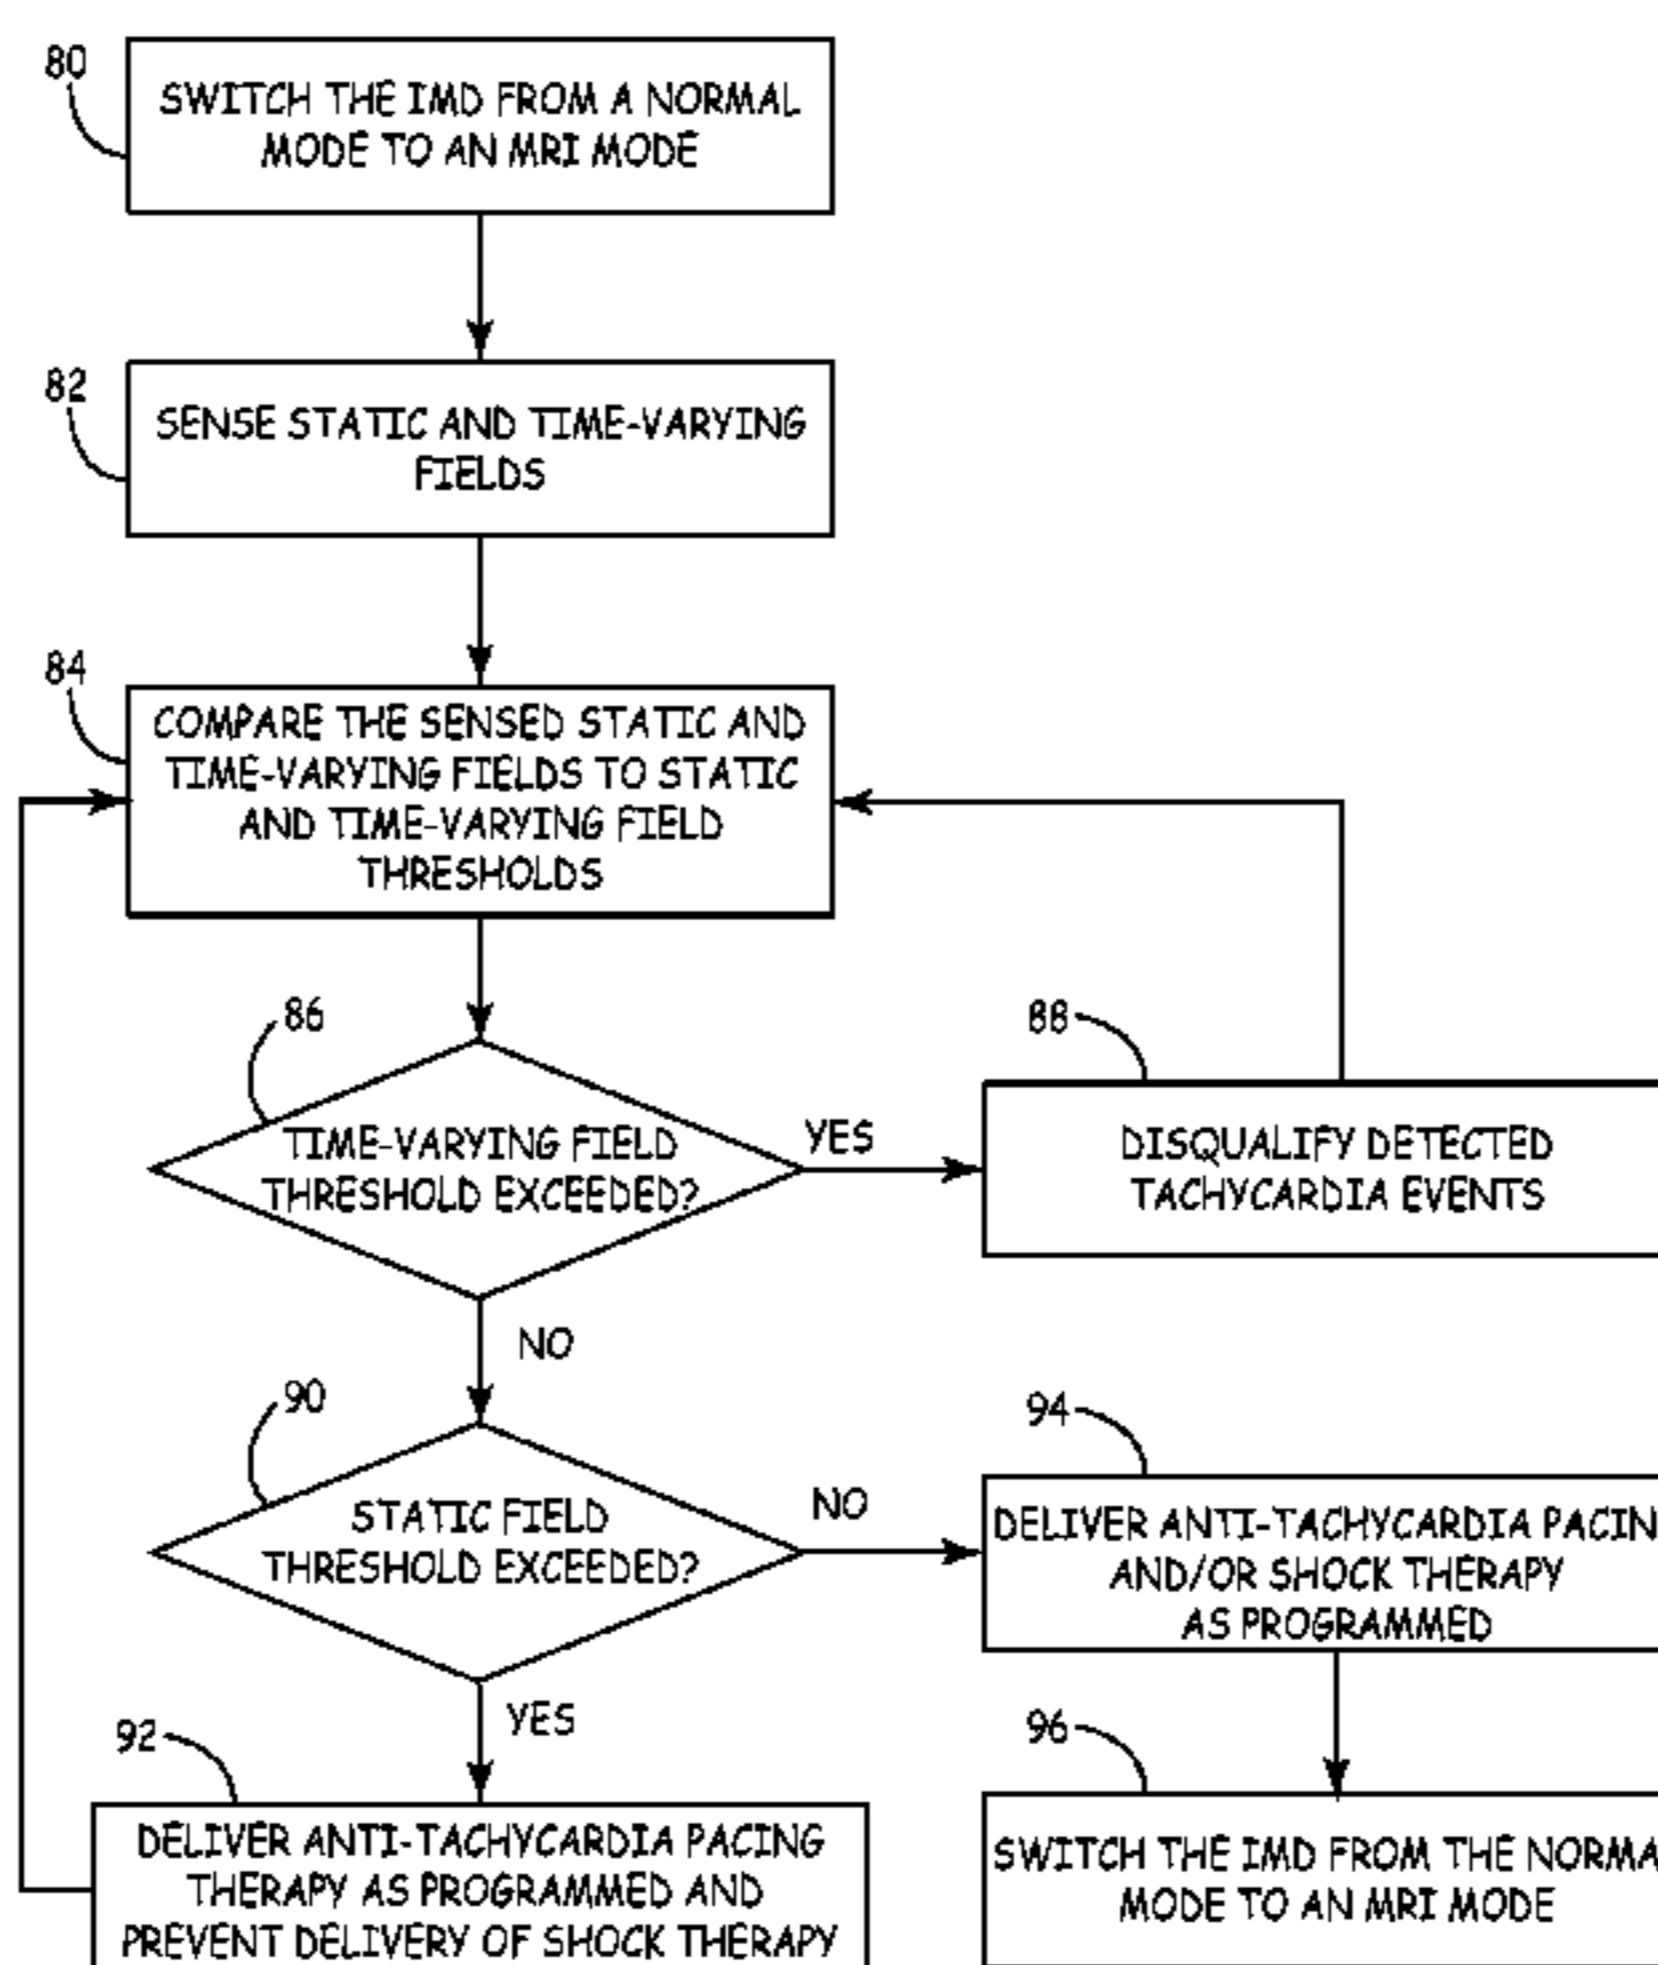 80
SWITCH THE IMD FROM A NORMAL
MODE TO AN MRI MODE
82
SENSE STATIC AND TIME-VARYING
FIELDS
84
COMPARE THE SENSED STATIC AND
TIME-VARYING FIELDS TO STATIC
AND TIME-VARYING FIELD
THRESHOLDS
86
TIME-VARYING FIELD
THRESHOLD EXCEEDED?
YES
88
DISQUALIFY DETECTED
TACHYCARDIA EVENTS
NO
90
STATIC FIELD
THRESHOLD EXCEEDED?
NO
94
DELIVER ANTI-TACHYCARDIA PACIN
AND/OR SHOCK THERAPY
AS PROGRAMMED
YES
92
DELIVER ANTI-TACHYCARDIA PACING
THERAPY AS PROGRAMMED AND
PREVENT DELIVERY OF SHOCK THERAPY
96
SWITCH THE IMD FROM THE NORMA
MODE TO AN MRI MODE